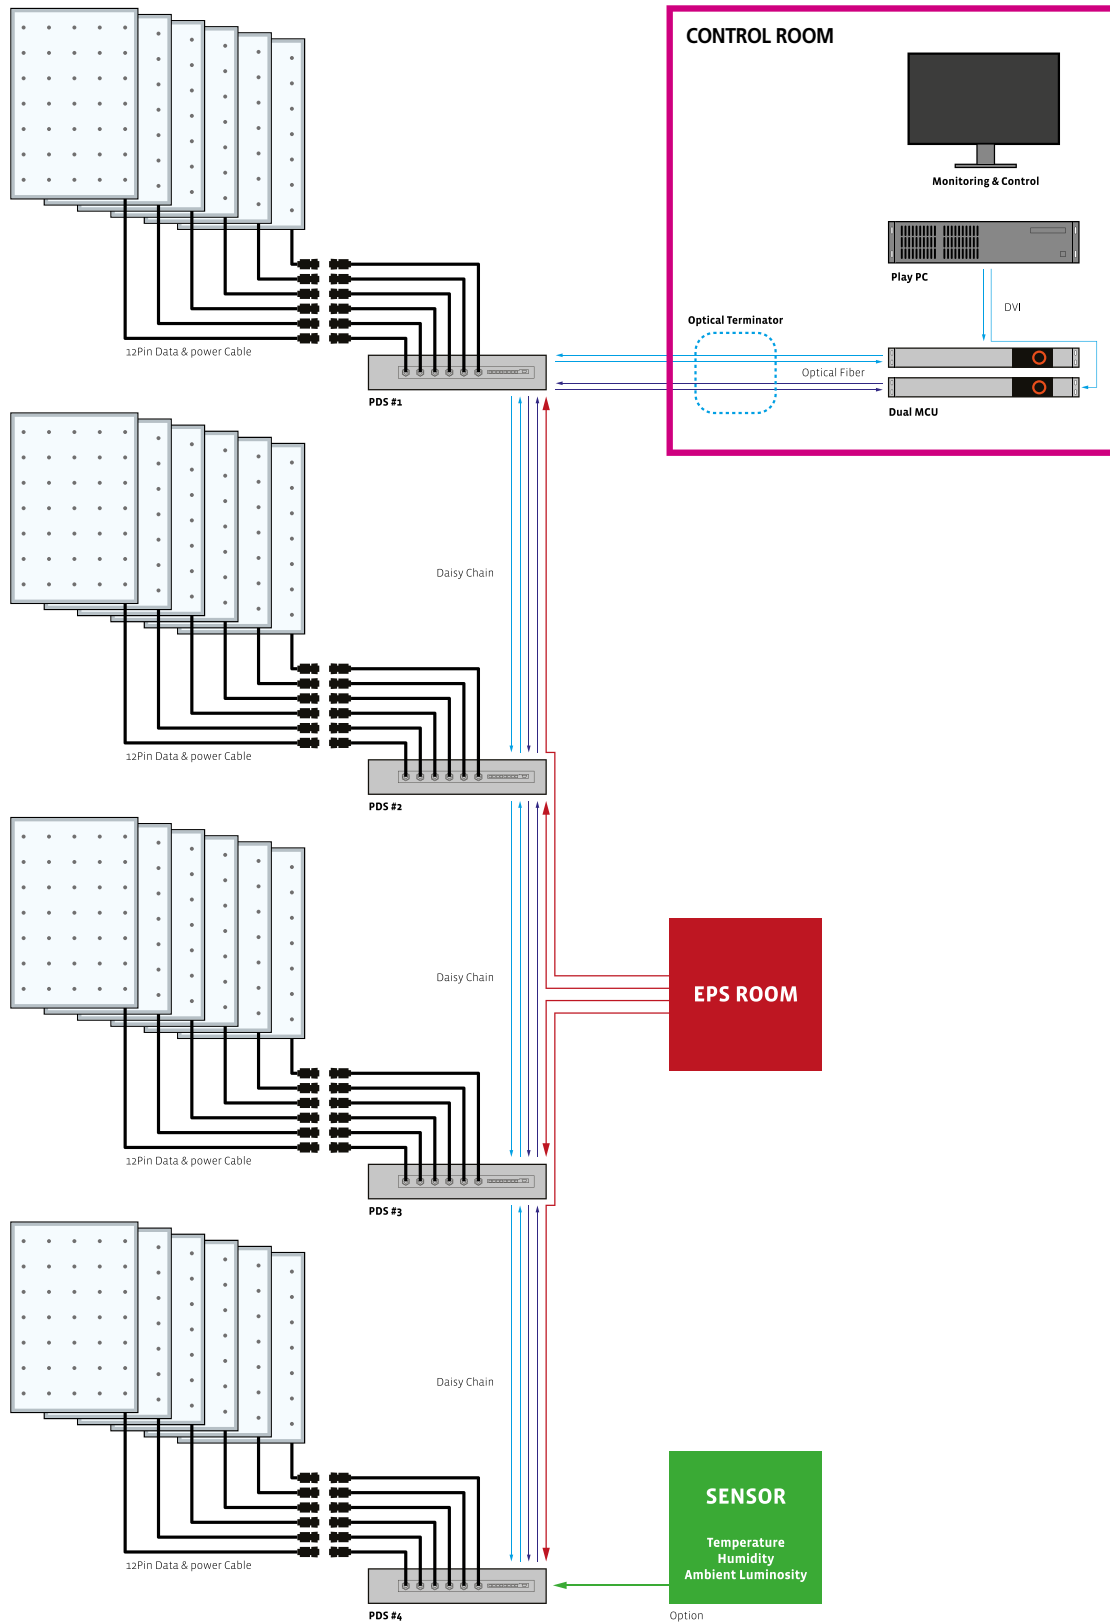 CONTROL ROOM
Monitoring & Control
Play PC
DVI
Optical Terminator
Optical Fiber
Dual MCU
12Pin Data & power Cable
PDS #1
Daisy Chain
12Pin Data & power Cable
PDS #2
Daisy Chain
EPS ROOM
12Pin Data & power Cable
PDS #3
Daisy Chain
SENSOR
Temperature
Humidity
Ambient Luminosity
12Pin Data & power Cable
PDS #4
Option